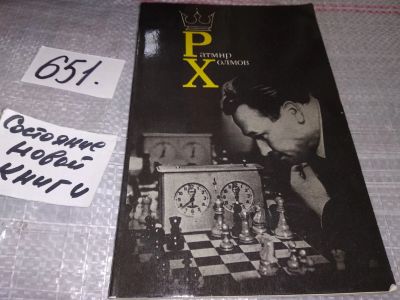 651.
Состояние
новой
книги
Ратмир
Холмов